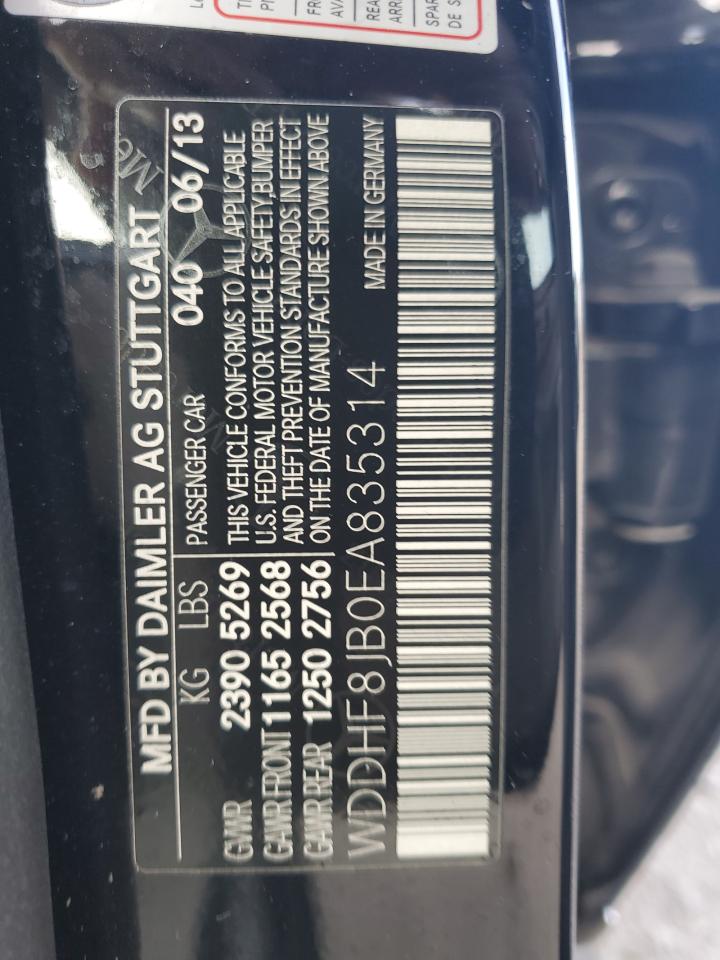 MFD BY DAIMLER AG STUTTGART
KG LBS PASSENGER CAR 040 06/13
GVWR 2390 5269 THIS VEHICLE CONFORMS TO ALL APPLICABLE
U.S. FEDERAL MOTOR VEHICLE SAFETY,BUMPER
GAWR FRONT 1165 2568 AND THEFT PREVENTION STANDARDS IN EFFECT
GAWR REAR 1250 2756 ON THE DATE OF MANUFACTURE SHOWN ABOVE
WDDHF8JB0EA835314 MADE IN GERMANY